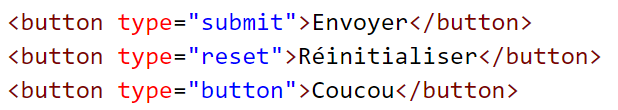 <button type="submit">Envoyer</button>
<button type="reset">Réinitialiser</button>
<button type="button">Coucou</button>